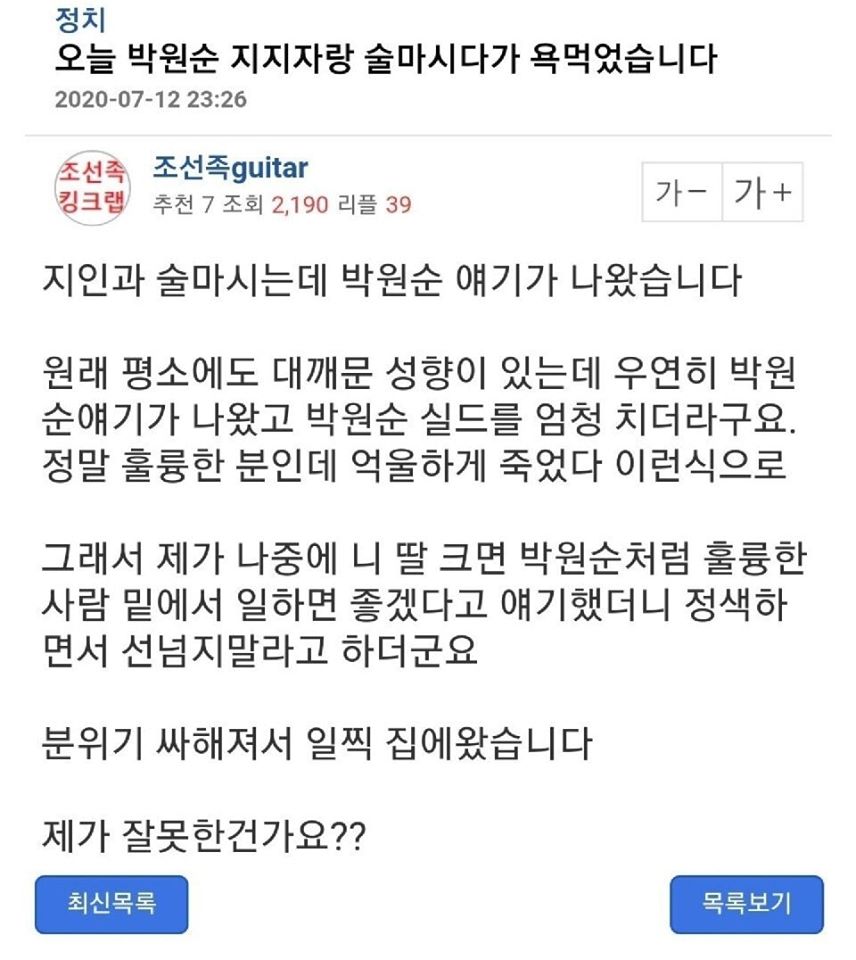 정치
오늘 박원순 지지자랑 술마시다가 욕먹었습니다
2020-07-12 23:26
조선족
킹크랩
조선족guitar
추천 7 조회 2,190 리플 39
가－ 가＋
지인과 술마시는데 박원순 얘기가 나왔습니다
원래 평소에도 대깨문 성향이 있는데 우연히 박원
순얘기가 나왔고 박원순 실드를 엄청 치더라구요.
정말 훌륭한 분인데 억울하게 죽었다 이런식으로
그래서 제가 나중에 니 딸 크면 박원순처럼 훌륭한
사람 밑에서 일하면 좋겠다고 얘기했더니 정색하
면서 선넘지말라고 하더군요
분위기 싸해져서 일찍 집에왔습니다
제가 잘못한건가요??
최신목록
목록보기